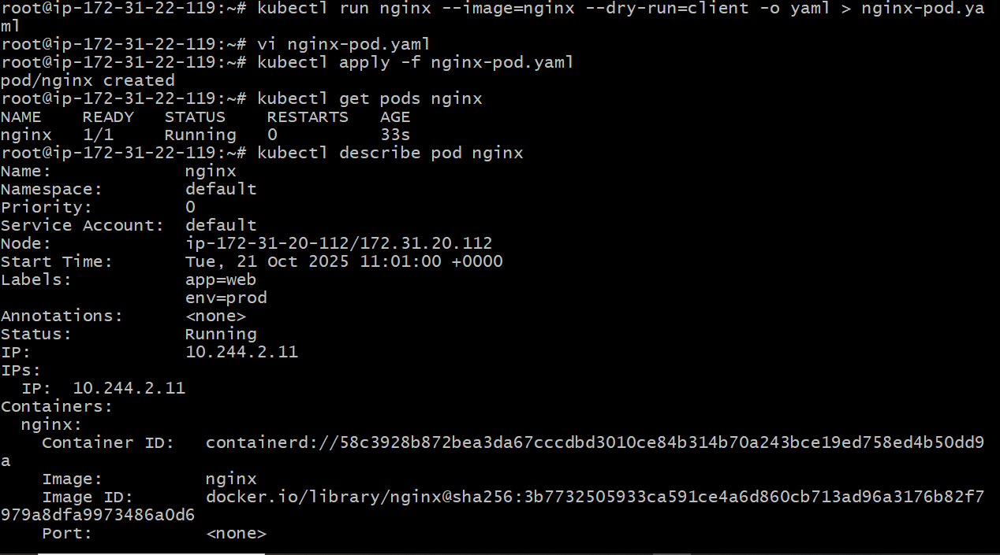 root@ip-172-31-22-119:~# kubectl run nginx --image=nginx --dry-run=client -o yaml > nginx-pod.ya
ml
root@ip-172-31-22-119:~# vi nginx-pod.yaml
root@ip-172-31-22-119:~# kubectl apply -f nginx-pod.yaml
pod/nginx created
root@ip-172-31-22-119:~# kubectl get pods nginx
NAME    READY   STATUS    RESTARTS   AGE
nginx   1/1     Running   0          33s
root@ip-172-31-22-119:~# kubectl describe pod nginx
Name:             nginx
Namespace:        default
Priority:         0
Service Account:  default
Node:             ip-172-31-20-112/172.31.20.112
Start Time:       Tue, 21 Oct 2025 11:01:00 +0000
Labels:           app=web
                  env=prod
Annotations:      <none>
Status:           Running
IP:               10.244.2.11
IPs:
  IP:  10.244.2.11
Containers:
  nginx:
    Container ID:   containerd://58c3928b872bea3da67cccdbd3010ce84b314b70a243bce19ed758ed4b50dd9
a
    Image:          nginx
    Image ID:       docker.io/library/nginx@sha256:3b7732505933ca591ce4a6d860cb713ad96a3176b82f7
979a8dfa9973486a0d6
    Port:           <none>